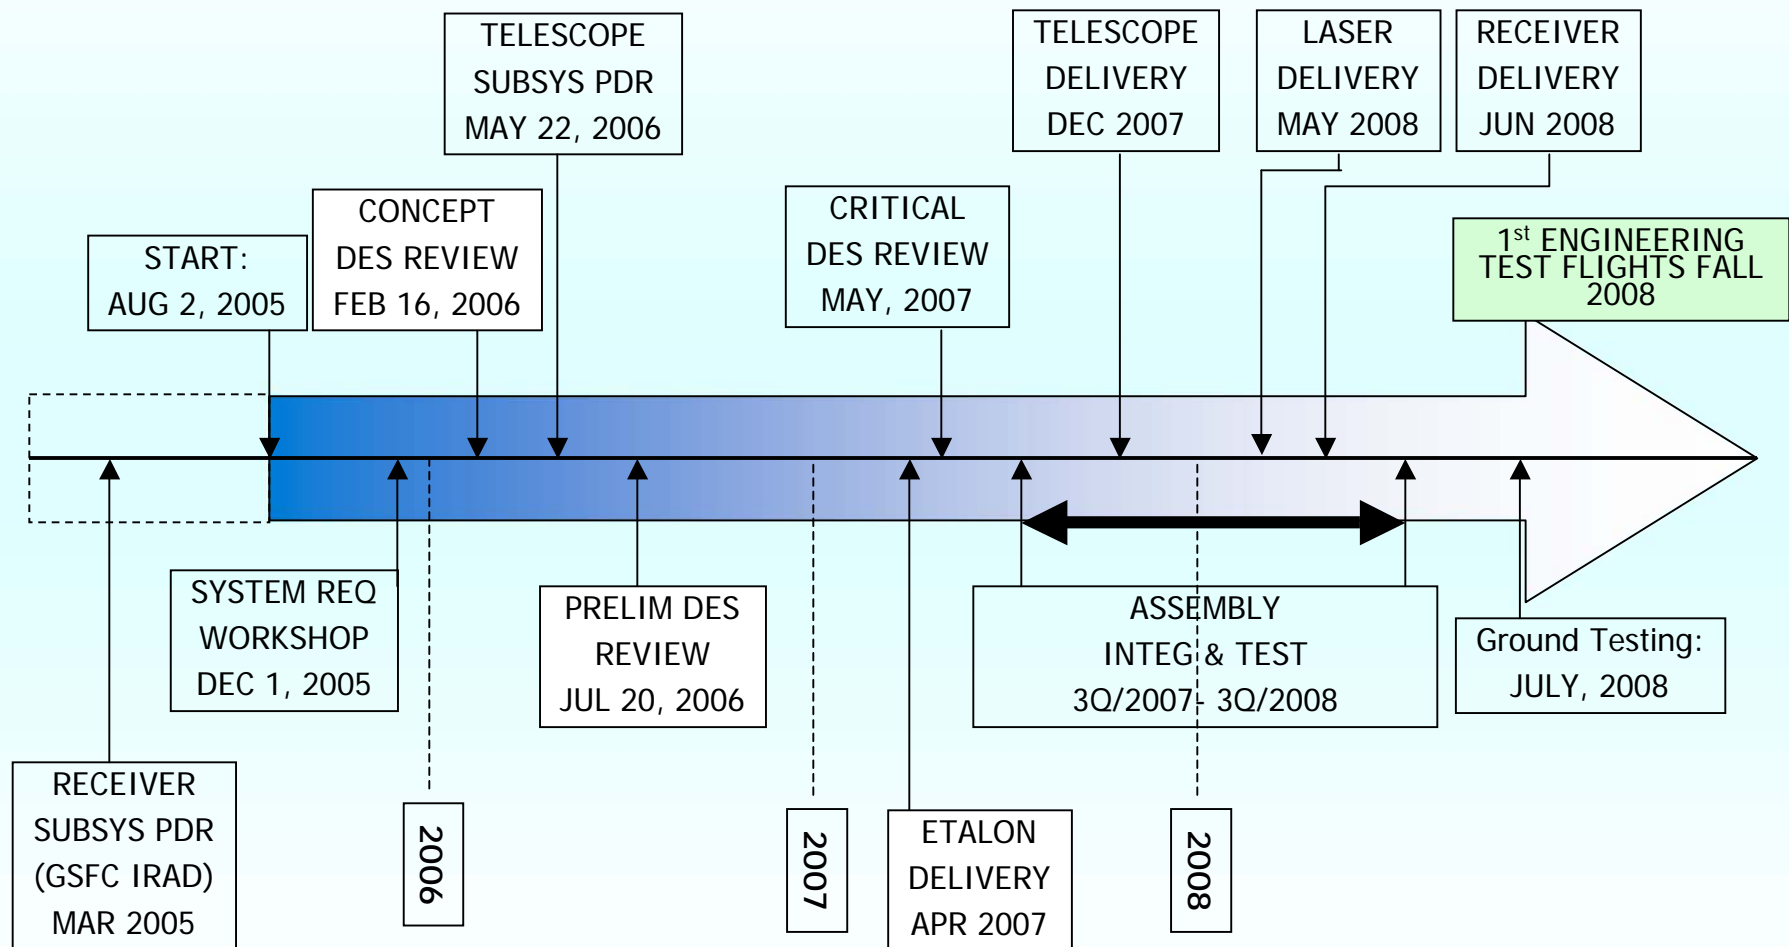 TELESCOPE
SUBSYS PDR
MAY 22, 2006
TELESCOPE
DELIVERY
DEC 2007
LASER
DELIVERY
MAY 2008
RECEIVER
DELIVERY
JUN 2008
START:
AUG 2, 2005
CONCEPT
DES REVIEW
FEB 16, 2006
CRITICAL
DES REVIEW
MAY, 2007
1st ENGINEERING
TEST FLIGHTS FALL
2008
SYSTEM REQ
WORKSHOP
DEC 1, 2005
PRELIM DES
REVIEW
JUL 20, 2006
ASSEMBLY
INTEG & TEST
3Q/2007- 3Q/2008
Ground Testing:
JULY, 2008
RECEIVER
SUBSYS PDR
(GSFC IRAD)
MAR 2005
2006
2007
ETALON
DELIVERY
APR 2007
2008